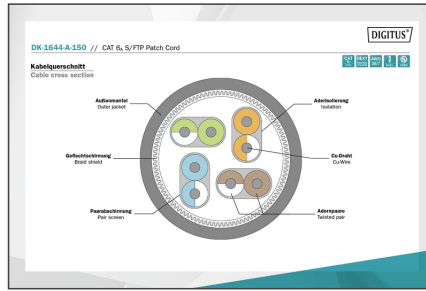 DIGITUS®
DK-1644-A-150 // CAT 6A S/FTP Patch Cord
Kabelquerschnitt
Cable cross section
Außenmantel
Outer jacket
Aderisolierung
Isolation
Geflechtschirmung
Braid shield
Cu-Draht
Cu-Wire
Paarabschirmung
Pair screen
Adernpaare
Twisted pair